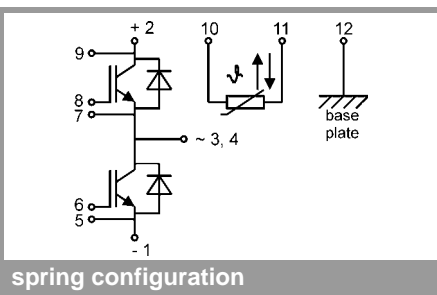 + 2
10
11
12
9
8
7
ϑ
base
plate
~ 3, 4
6
5
- 1
spring configuration